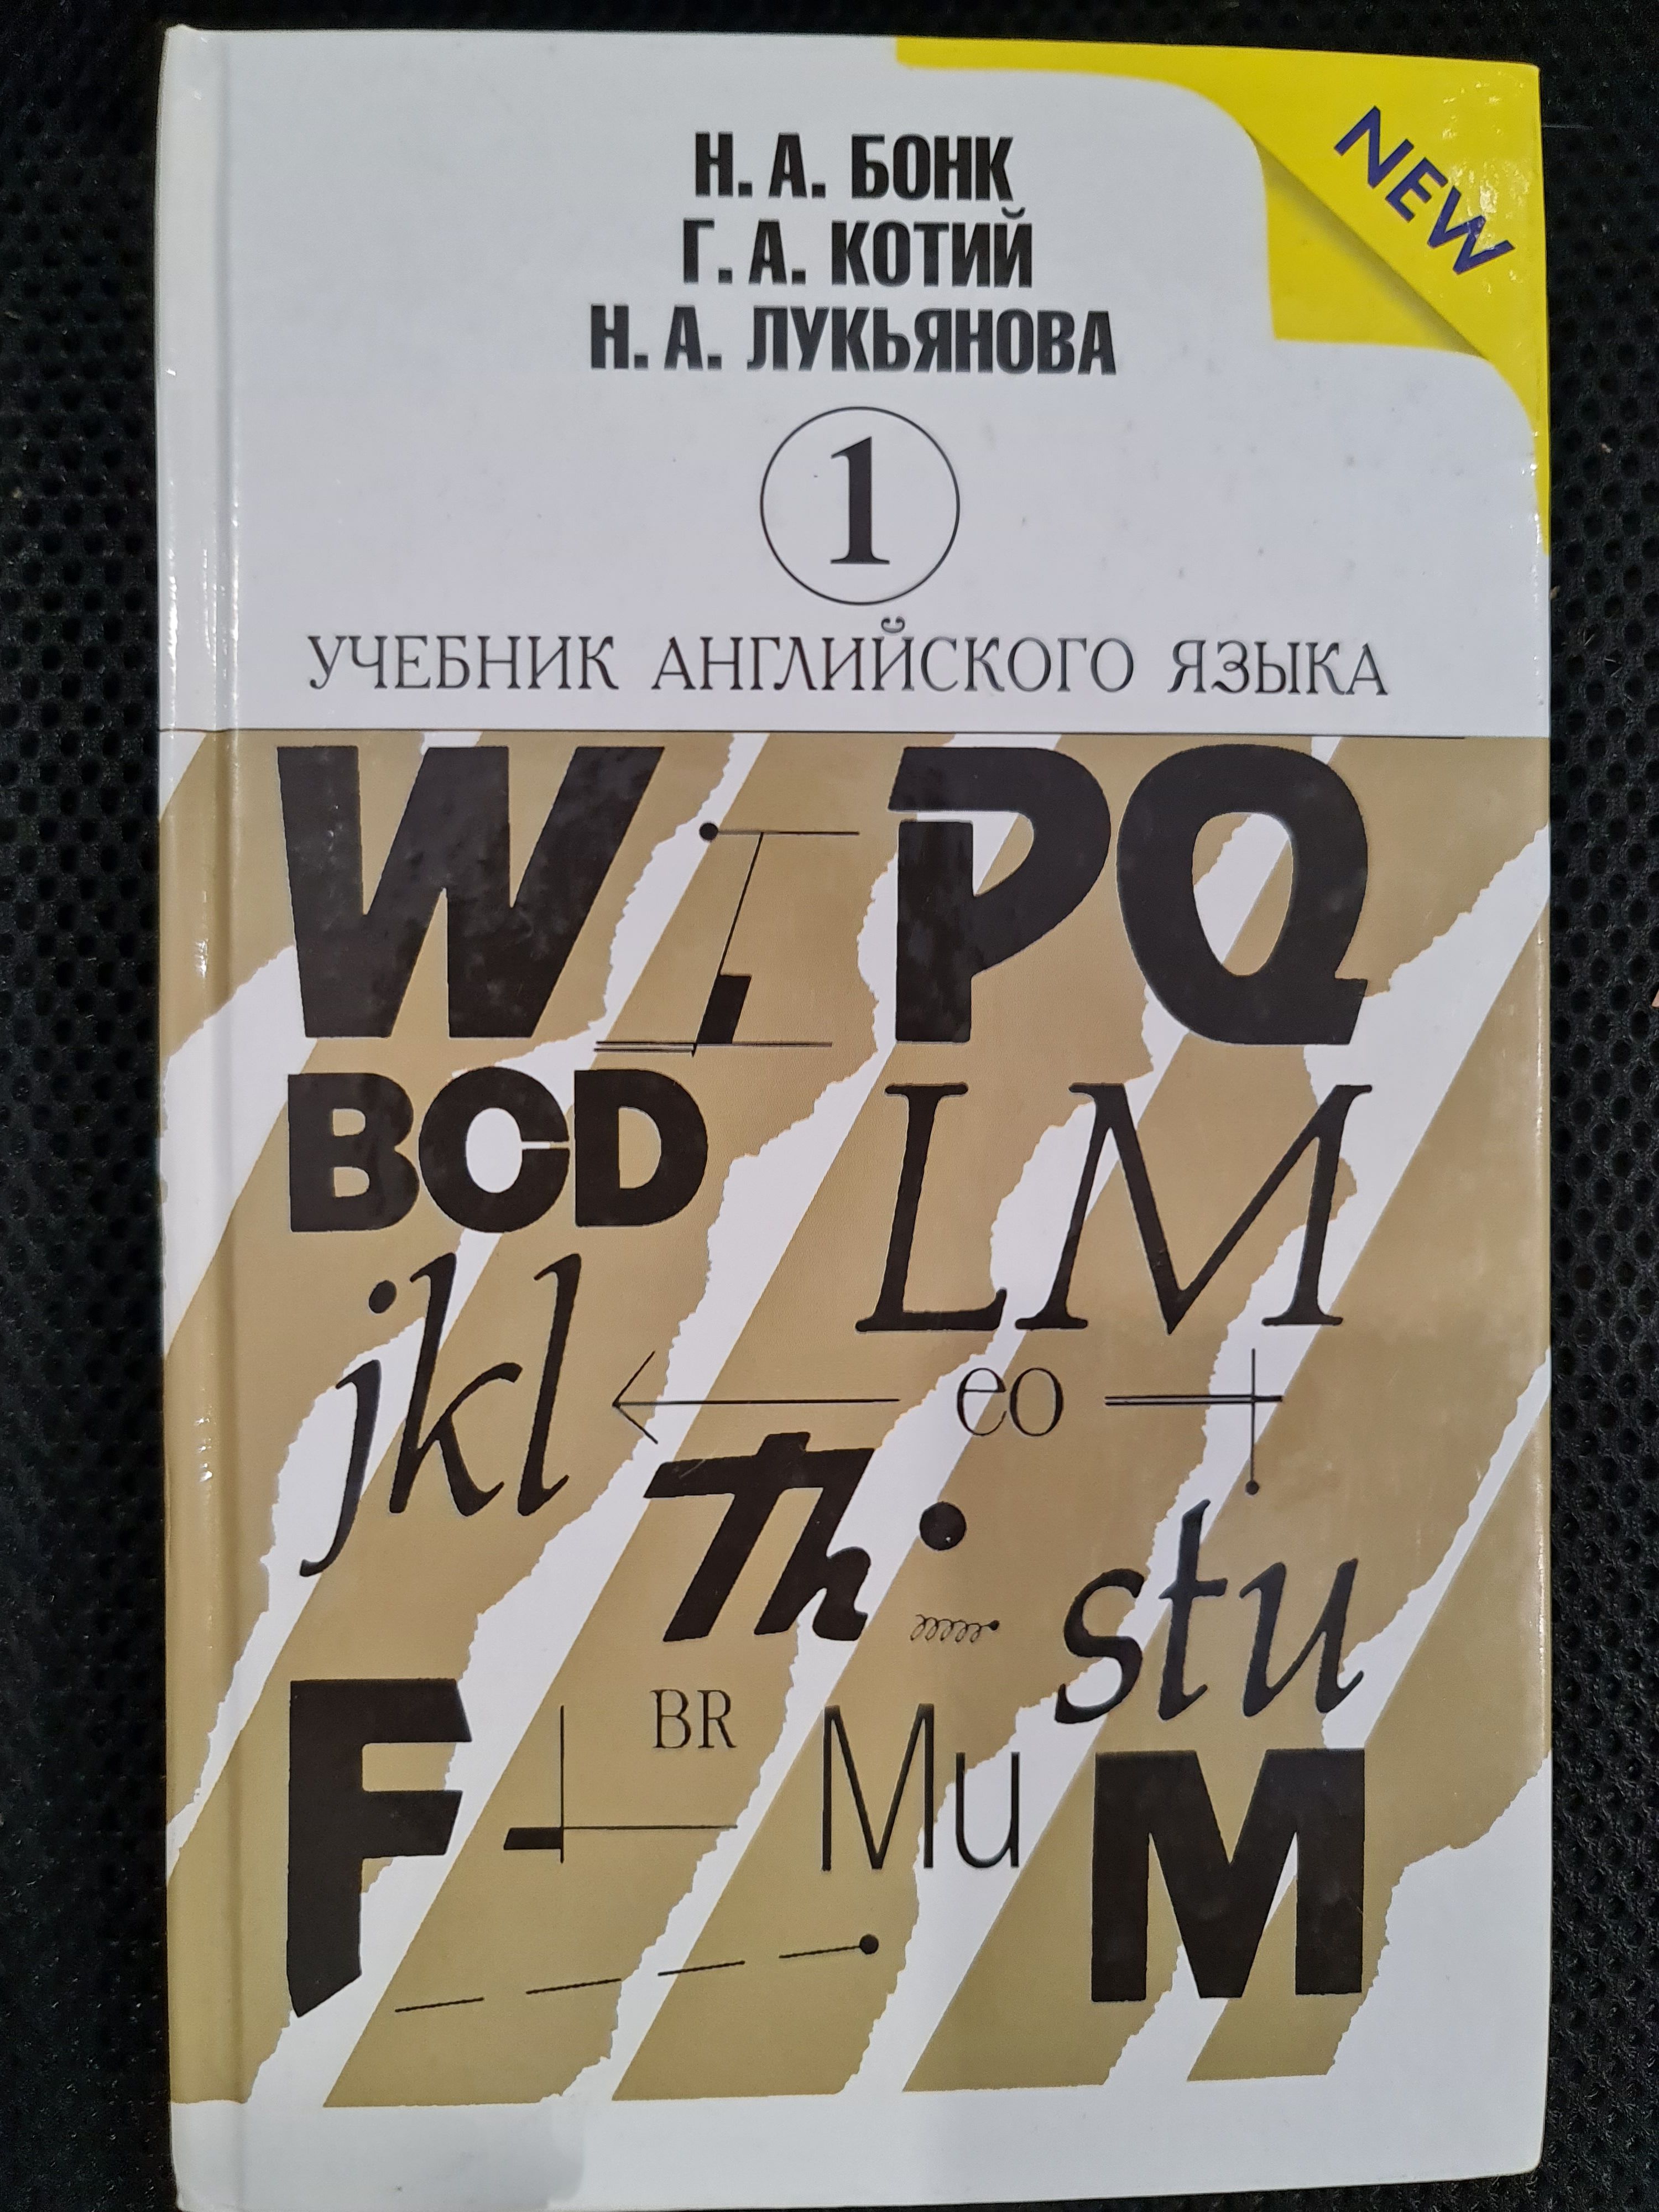 NEW
Н. А. БОНК
Г. А. КОТИЙ
Н. А. ЛУКЬЯНОВА
1
УЧЕБНИК АНГЛИЙСКОГО ЯЗЫКА
W PQ
BCD LM
jkl eo
Th stu
F BR Mu M